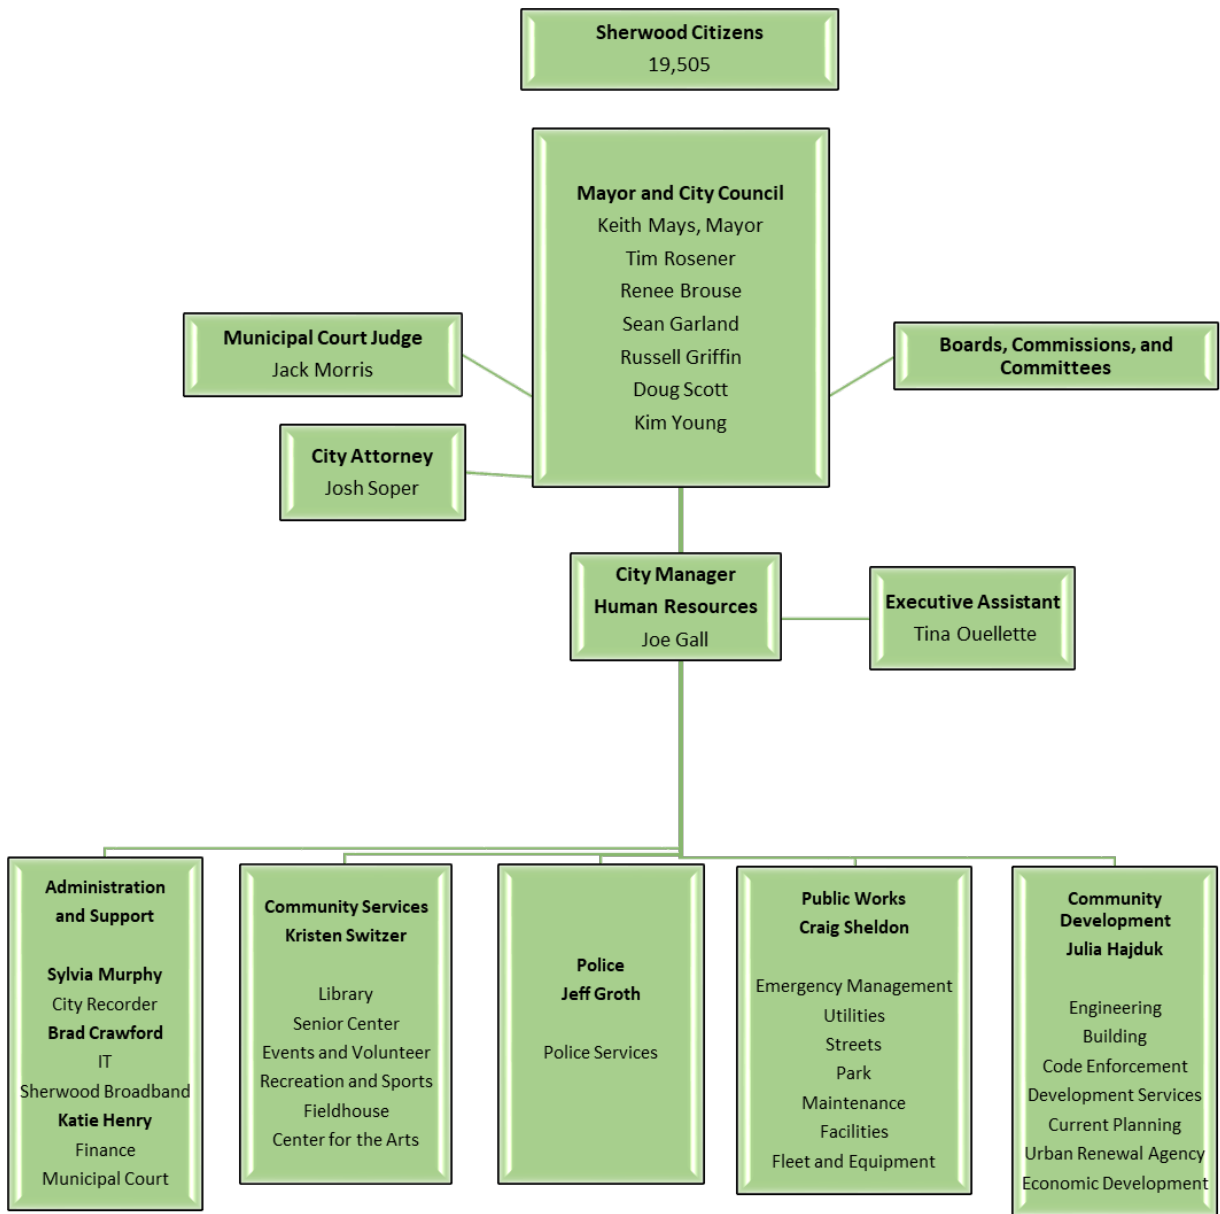 Sherwood Citizens
19,505
Mayor and City Council
Keith Mays, Mayor
Tim Rosener
Renee Brouse
Sean Garland
Russell Griffin
Doug Scott
Kim Young
Municipal Court Judge
Jack Morris
Boards, Commissions, and
Committees
City Attorney
Josh Soper
City Manager
Human Resources
Joe Gall
Executive Assistant
Tina Ouellette
Administration
and Support
Sylvia Murphy
City Recorder
Brad Crawford
IT
Sherwood Broadband
Katie Henry
Finance
Municipal Court
Community Services
Kristen Switzer
Library
Senior Center
Events and Volunteer
Recreation and Sports
Fieldhouse
Center for the Arts
Police
Jeff Groth
Police Services
Public Works
Craig Sheldon
Emergency Management
Utilities
Streets
Park
Maintenance
Facilities
Fleet and Equipment
Community
Development
Julia Hajduk
Engineering
Building
Code Enforcement
Development Services
Current Planning
Urban Renewal Agency
Economic Development